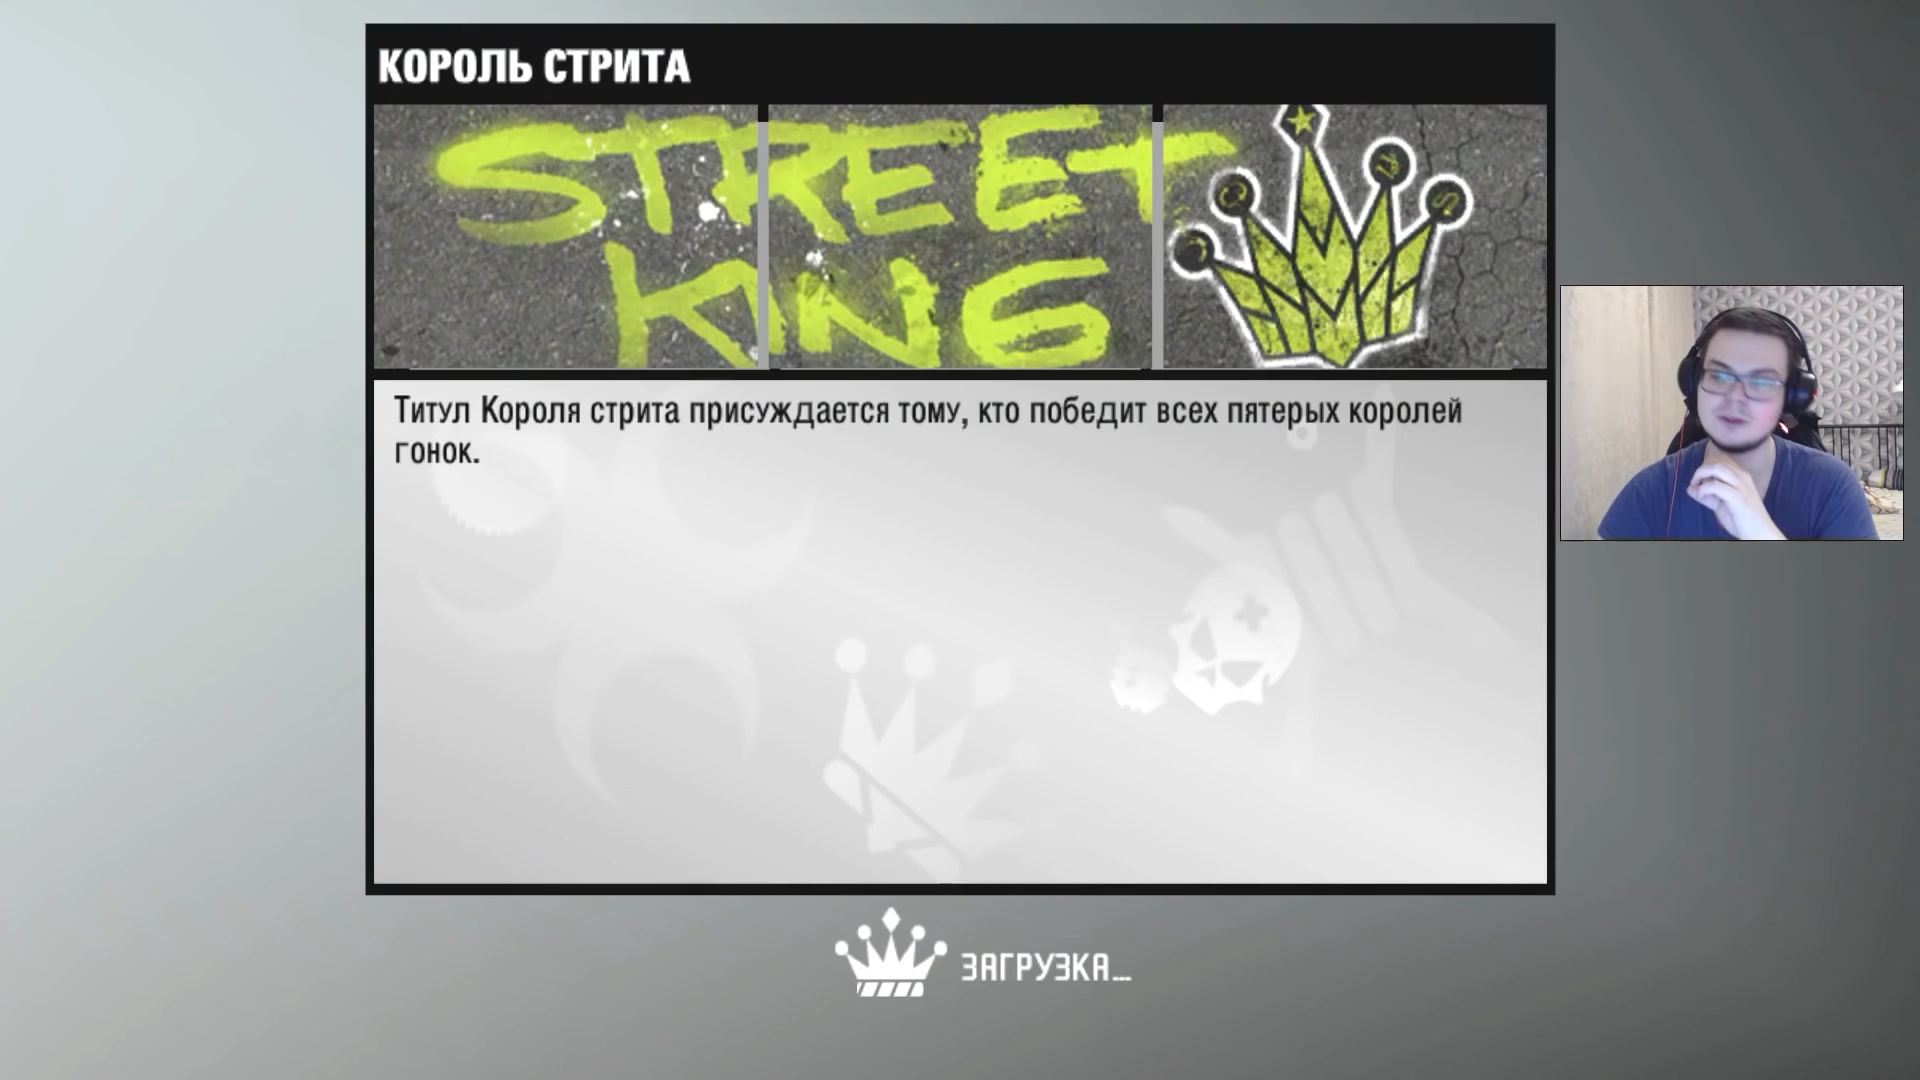 КОРОЛЬ СТРИТА
STREET
KING
Титул Короля стрита присуждается тому, кто победит всех пятерых королей
гонок.
ЗАГРУЗКА...